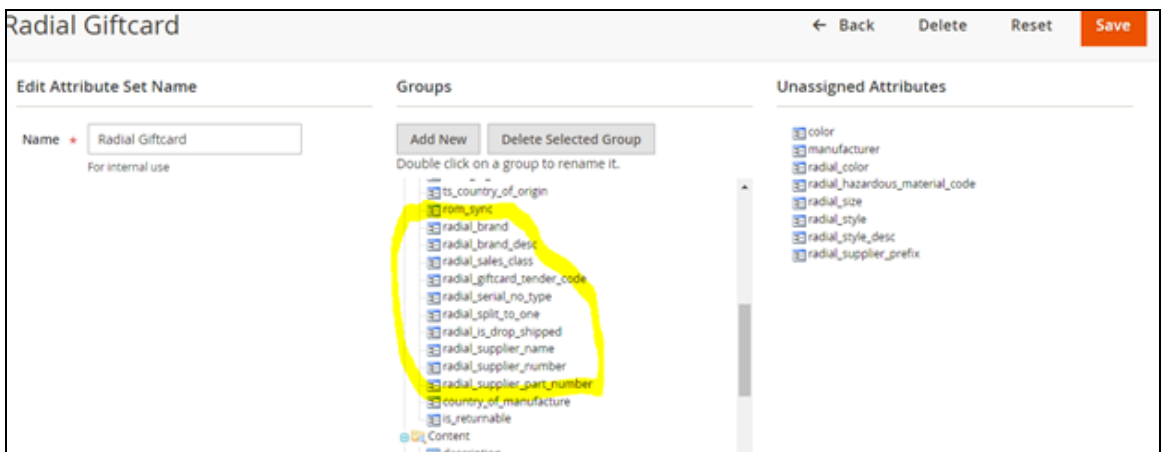 Radial Giftcard
← Back Delete Reset Save
Edit Attribute Set Name
Name * Radial Giftcard
For internal use
Groups
Add New Delete Selected Group
Double click on a group to rename it.
ts_country_of_origin
rom_sync
radial_brand
radial_brand_desc
radial_sales_class
radial_giftcard_tender_code
radial_serial_no_type
radial_split_to_one
radial_is_drop_shipped
radial_supplier_name
radial_supplier_number
radial_supplier_part_number
country_of_manufacture
is_returnable
Content
description
Unassigned Attributes
color
manufacturer
radial_color
radial_hazardous_material_code
radial_size
radial_style
radial_style_desc
radial_supplier_prefix